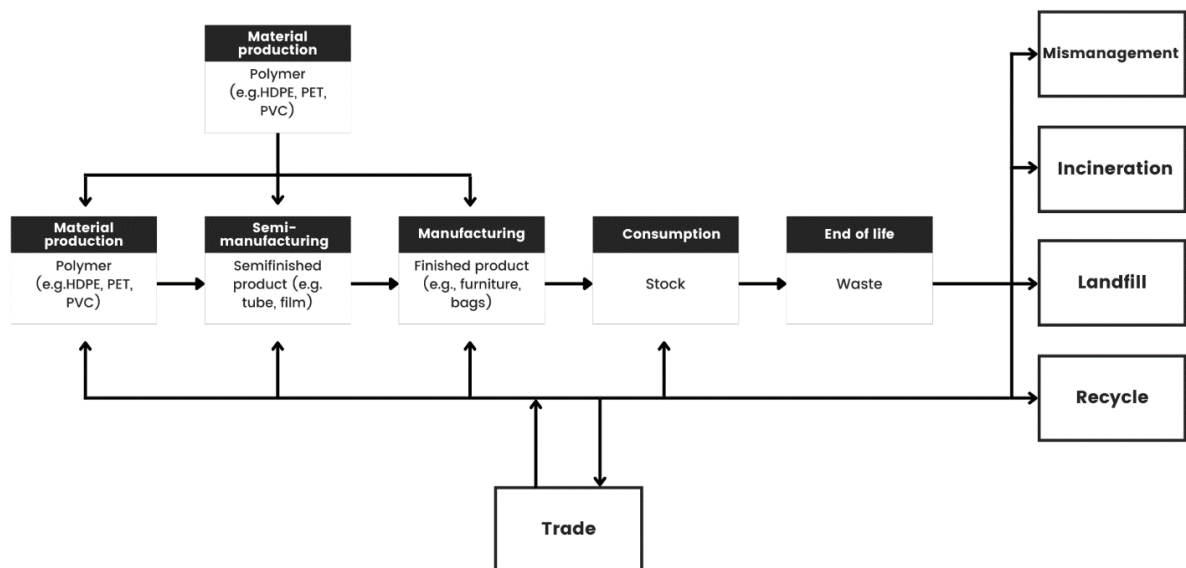 Material
production
Polymer
(e.g.HDPE, PET,
PVC)
Material
production
Polymer
(e.g.HDPE, PET,
PVC)
Semi-
manufacturing
Semifinished
product (e.g.
tube, film)
Manufacturing
Finished product
(e.g., furniture,
bags)
Consumption
Stock
End of life
Waste
Mismanagement
Incineration
Landfill
Recycle
Trade